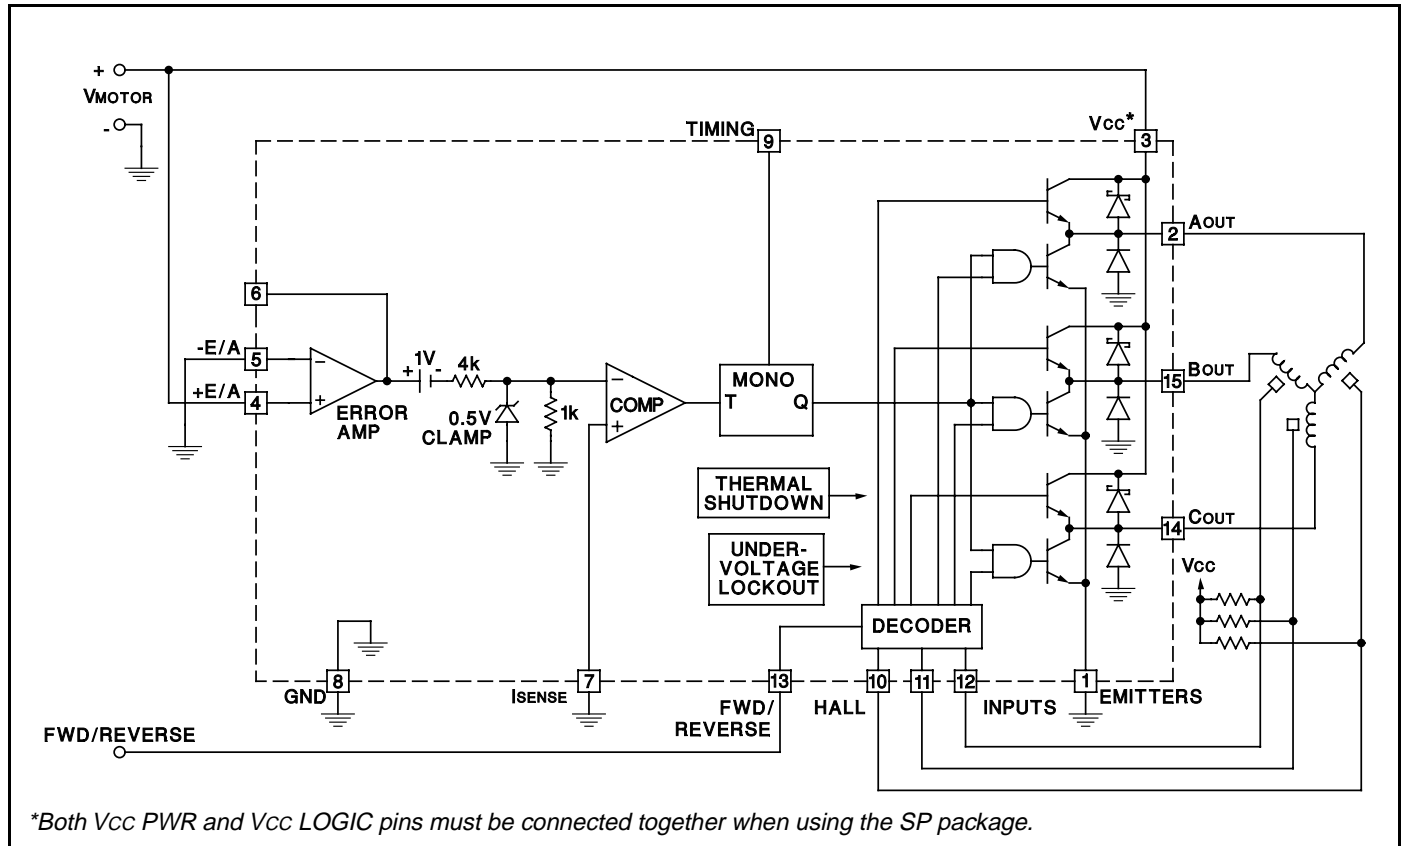 +
VMOTOR
-
TIMING
9
VCC*
3
2
AOUT
6
-E/A
5
−
+E/A
4
+
ERROR
AMP
+
1V
-
4k
0.5V
CLAMP
1k
−
COMP
+
MONO
T
Q
15
BOUT
THERMAL
SHUTDOWN
UNDER-
VOLTAGE
LOCKOUT
14
COUT
VCC
DECODER
8
GND
7
ISENSE
13
FWD/
REVERSE
10
HALL
11
12
INPUTS
1
EMITTERS
FWD/REVERSE
*Both VCC PWR and VCC LOGIC pins must be connected together when using the SP package.